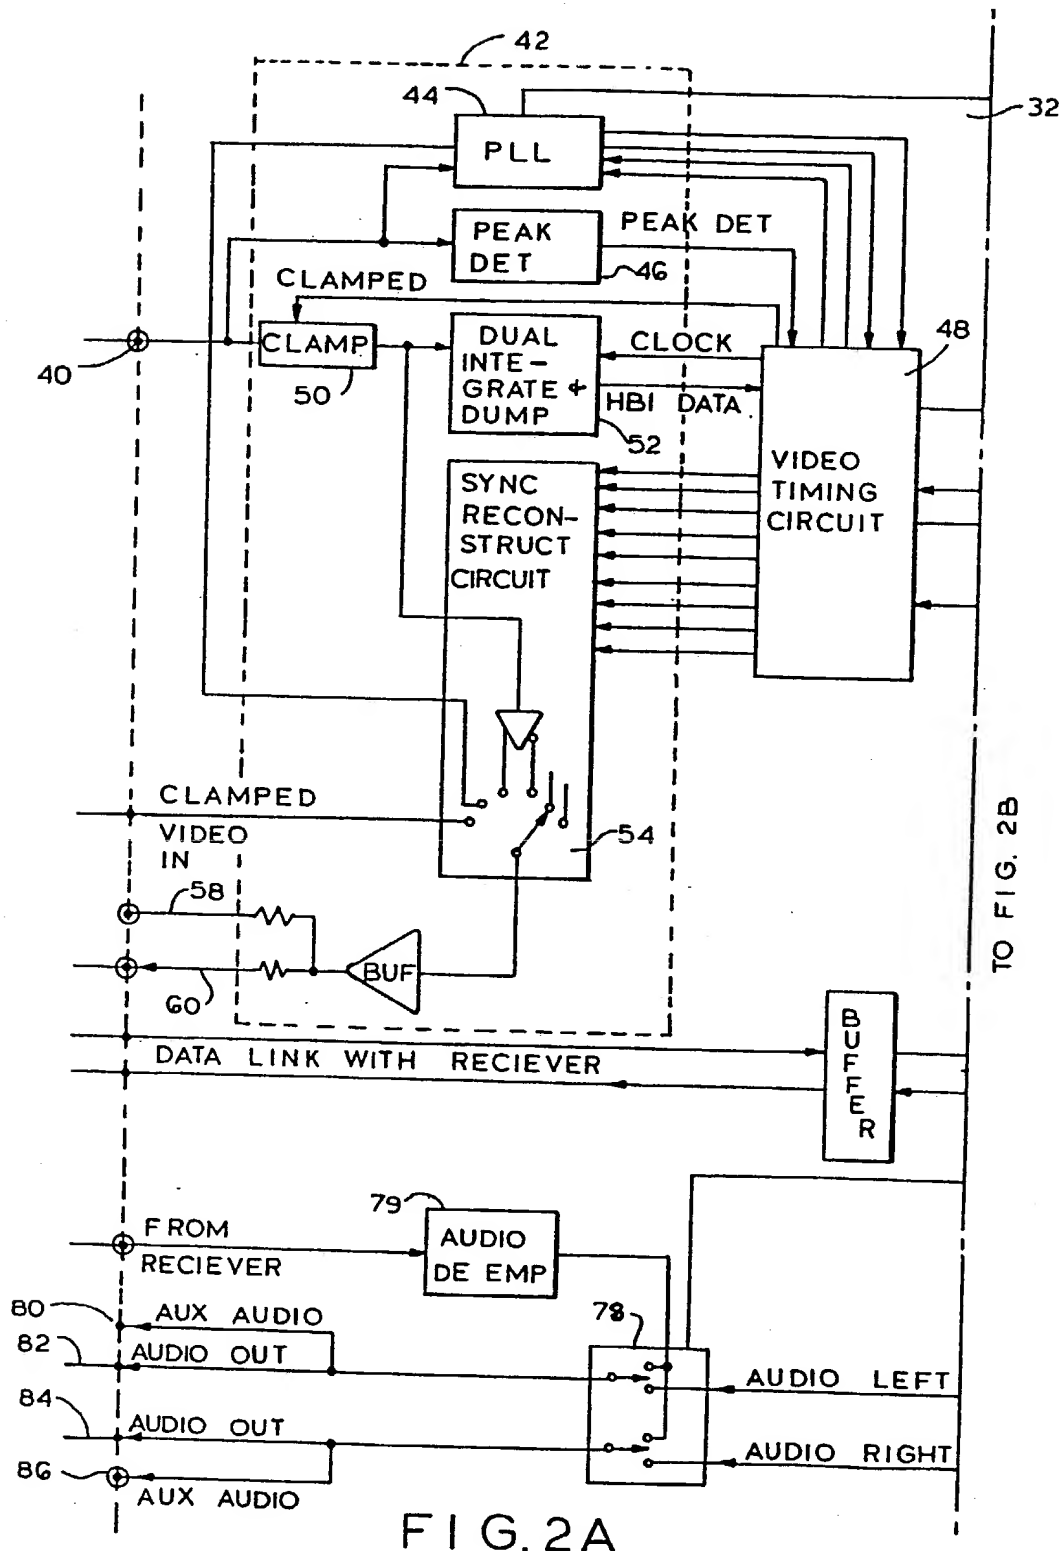 42
44
32
PLL
PEAK DET
PEAK
DET
46
CLAMPED
48
CLAMP
DUAL
INTE-
GRATE &
DUMP
CLOCK
40
50
HBI DATA
52
VIDEO
TIMING
CIRCUIT
SYNC
RECON-
STRUCT
CIRCUIT
CLAMPED
VIDEO
IN
54
TO FIG. 2B
58
BUF
60
BUFFER
DATA LINK WITH RECIEVER
79
FROM
RECIEVER
AUDIO
DE EMP
80
AUX AUDIO
78
82
AUDIO OUT
AUDIO LEFT
84
AUDIO OUT
AUDIO RIGHT
86
AUX AUDIO
FIG. 2A